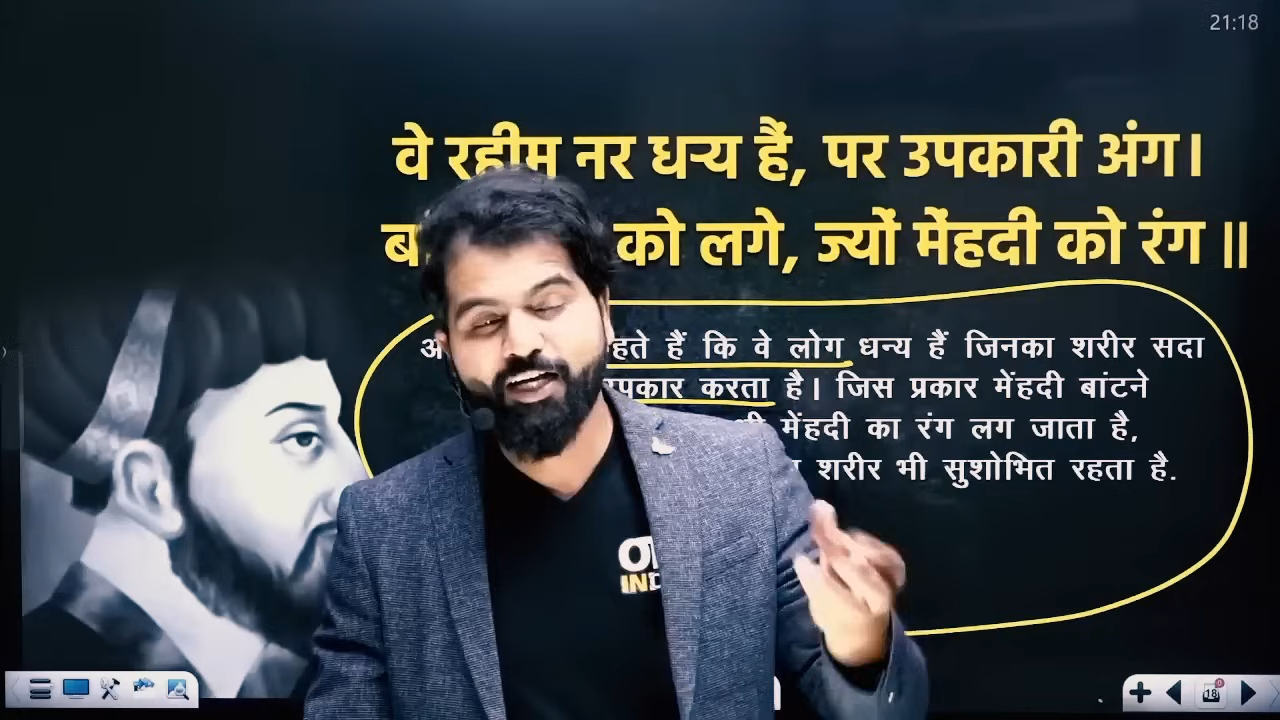 21:18
वे रहीम नर धन्य हैं, पर उपकारी अंग।
को लगे, ज्यों मेंहदी को रंग ॥
हते हैं कि वे लोग धन्य हैं जिनका शरीर सदा
पकार करता है। जिस प्रकार मेंहदी बांटने
मेंहदी का रंग लग जाता है,
शरीर भी सुशोभित रहता है.
18